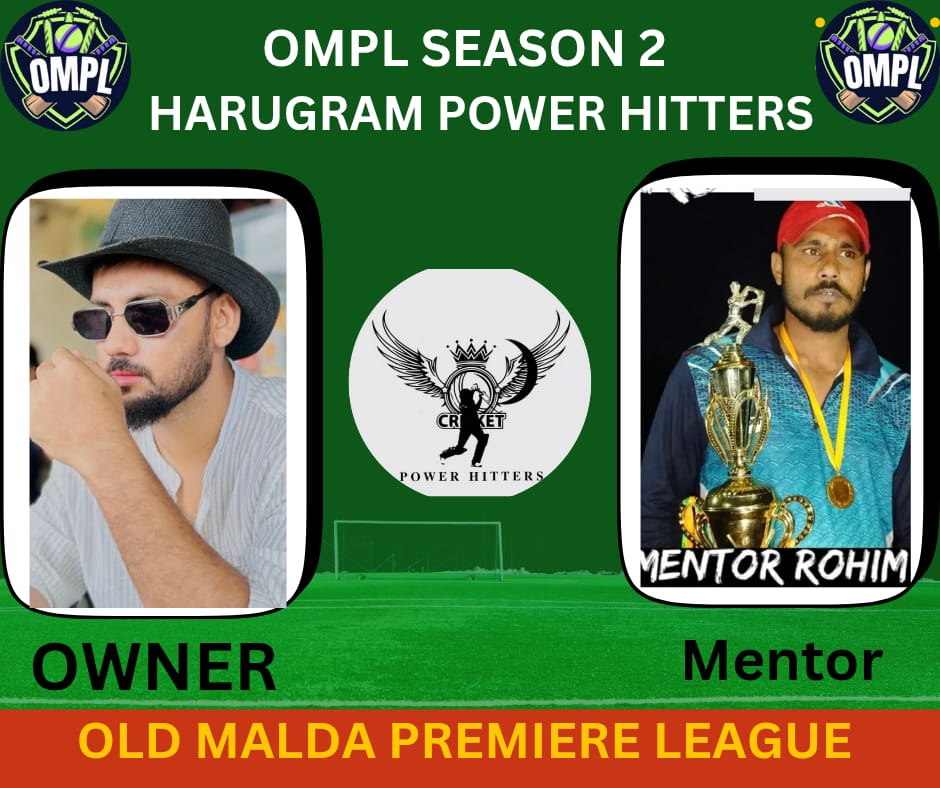 OMPL
OMPL
OMPL SEASON 2
HARUGRAM POWER HITTERS
CRICKET
POWER HITTERS
MENTOR ROHIM
OWNER
Mentor
OLD MALDA PREMIERE LEAGUE